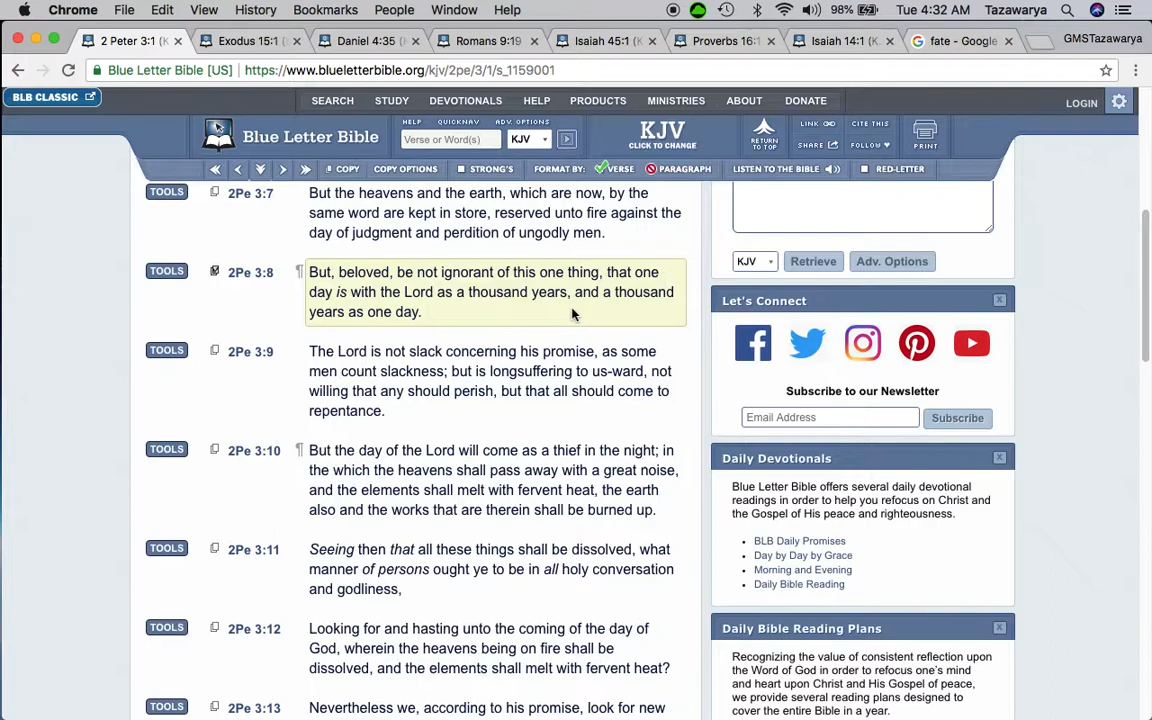 Chrome File Edit View History Bookmarks People Window Help 98% Tue 4:32 AM Tazawarya
2 Peter 3:1 ( × Exodus 15:1 ( × Daniel 4:35 ( × Romans 9:19 × Isaiah 45:1 ( × Proverbs 16:1 × Isaiah 14:1 ( × fate - Google × GMSTazawarya
Blue Letter Bible [US] https://www.blueletterbible.org/kjv/2pe/3/1/s_1159001
BLB CLASSIC SEARCH STUDY DEVOTIONALS HELP PRODUCTS MINISTRIES ABOUT DONATE LOGIN
Blue Letter Bible
HELP QUICKNAV ADV. OPTIONS
Verse or Word(s) KJV
KJV
CLICK TO CHANGE
RETURN
TO TOP
LINK CITE THIS
SHARE FOLLOW
PRINT
COPY COPY OPTIONS STRONG'S FORMAT BY: VERSE PARAGRAPH LISTEN TO THE BIBLE RED-LETTER
TOOLS 2Pe 3:7 But the heavens and the earth, which are now, by the
same word are kept in store, reserved unto fire against the
day of judgment and perdition of ungodly men.
TOOLS 2Pe 3:8 ¶ But, beloved, be not ignorant of this one thing, that one
day is with the Lord as a thousand years, and a thousand
years as one day.
TOOLS 2Pe 3:9 The Lord is not slack concerning his promise, as some
men count slackness; but is longsuffering to us-ward, not
willing that any should perish, but that all should come to
repentance.
TOOLS 2Pe 3:10 ¶ But the day of the Lord will come as a thief in the night; in
the which the heavens shall pass away with a great noise,
and the elements shall melt with fervent heat, the earth
also and the works that are therein shall be burned up.
TOOLS 2Pe 3:11 Seeing then that all these things shall be dissolved, what
manner of persons ought ye to be in all holy conversation
and godliness,
TOOLS 2Pe 3:12 Looking for and hasting unto the coming of the day of
God, wherein the heavens being on fire shall be
dissolved, and the elements shall melt with fervent heat?
TOOLS 2Pe 3:13 Nevertheless we, according to his promise, look for new
KJV Retrieve Adv. Options
Let's Connect
Subscribe to our Newsletter
Email Address Subscribe
Daily Devotionals
Blue Letter Bible offers several daily devotional
readings in order to help you refocus on Christ and
the Gospel of His peace and righteousness.
BLB Daily Promises
Day by Day by Grace
Morning and Evening
Daily Bible Reading
Daily Bible Reading Plans
Recognizing the value of consistent reflection upon
the Word of God in order to refocus one's mind
and heart upon Christ and His Gospel of peace,
we provide several reading plans designed to
cover the entire Bible in a year.